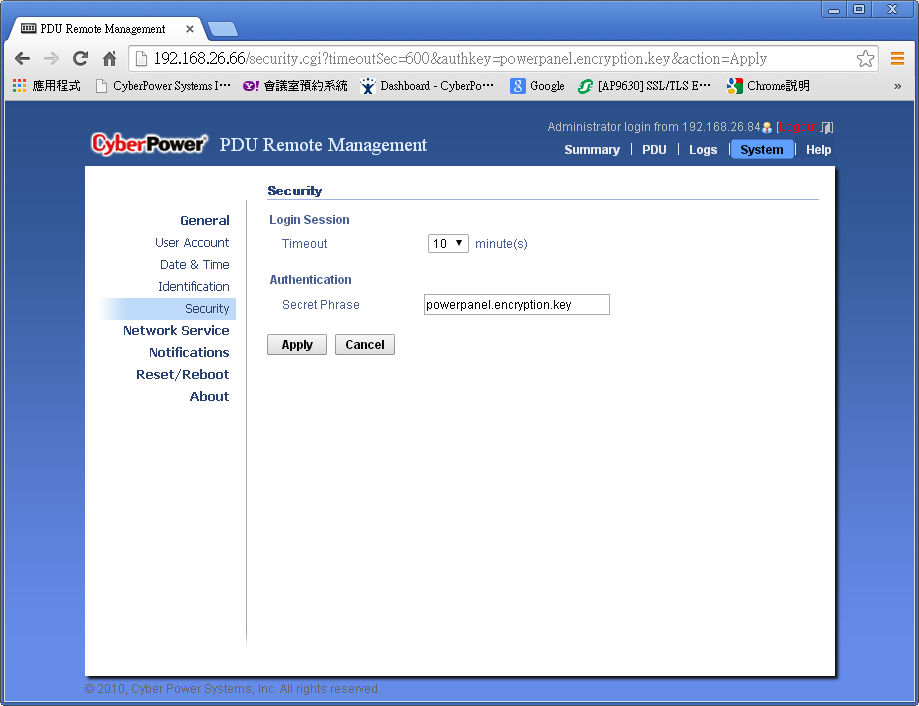 PDU Remote Management
192.168.26.66/security.cgi?timeoutSec=600&authkey=powerpanel.encryption.key&action=Apply
應用程式 CyberPower Systems I… 會議室預約系統 Dashboard - CyberPo… Google [AP9630] SSL/TLS E… Chrome說明 »
Administrator login from 192.168.26.84 [Logout]
CyberPower® PDU Remote Management
Summary | PDU | Logs | System | Help
Security
General
User Account
Date & Time
Identification
Security
Network Service
Notifications
Reset/Reboot
About
Login Session
Timeout 10 minute(s)
Authentication
Secret Phrase powerpanel.encryption.key
Apply Cancel
© 2010, Cyber Power Systems, Inc. All rights reserved.